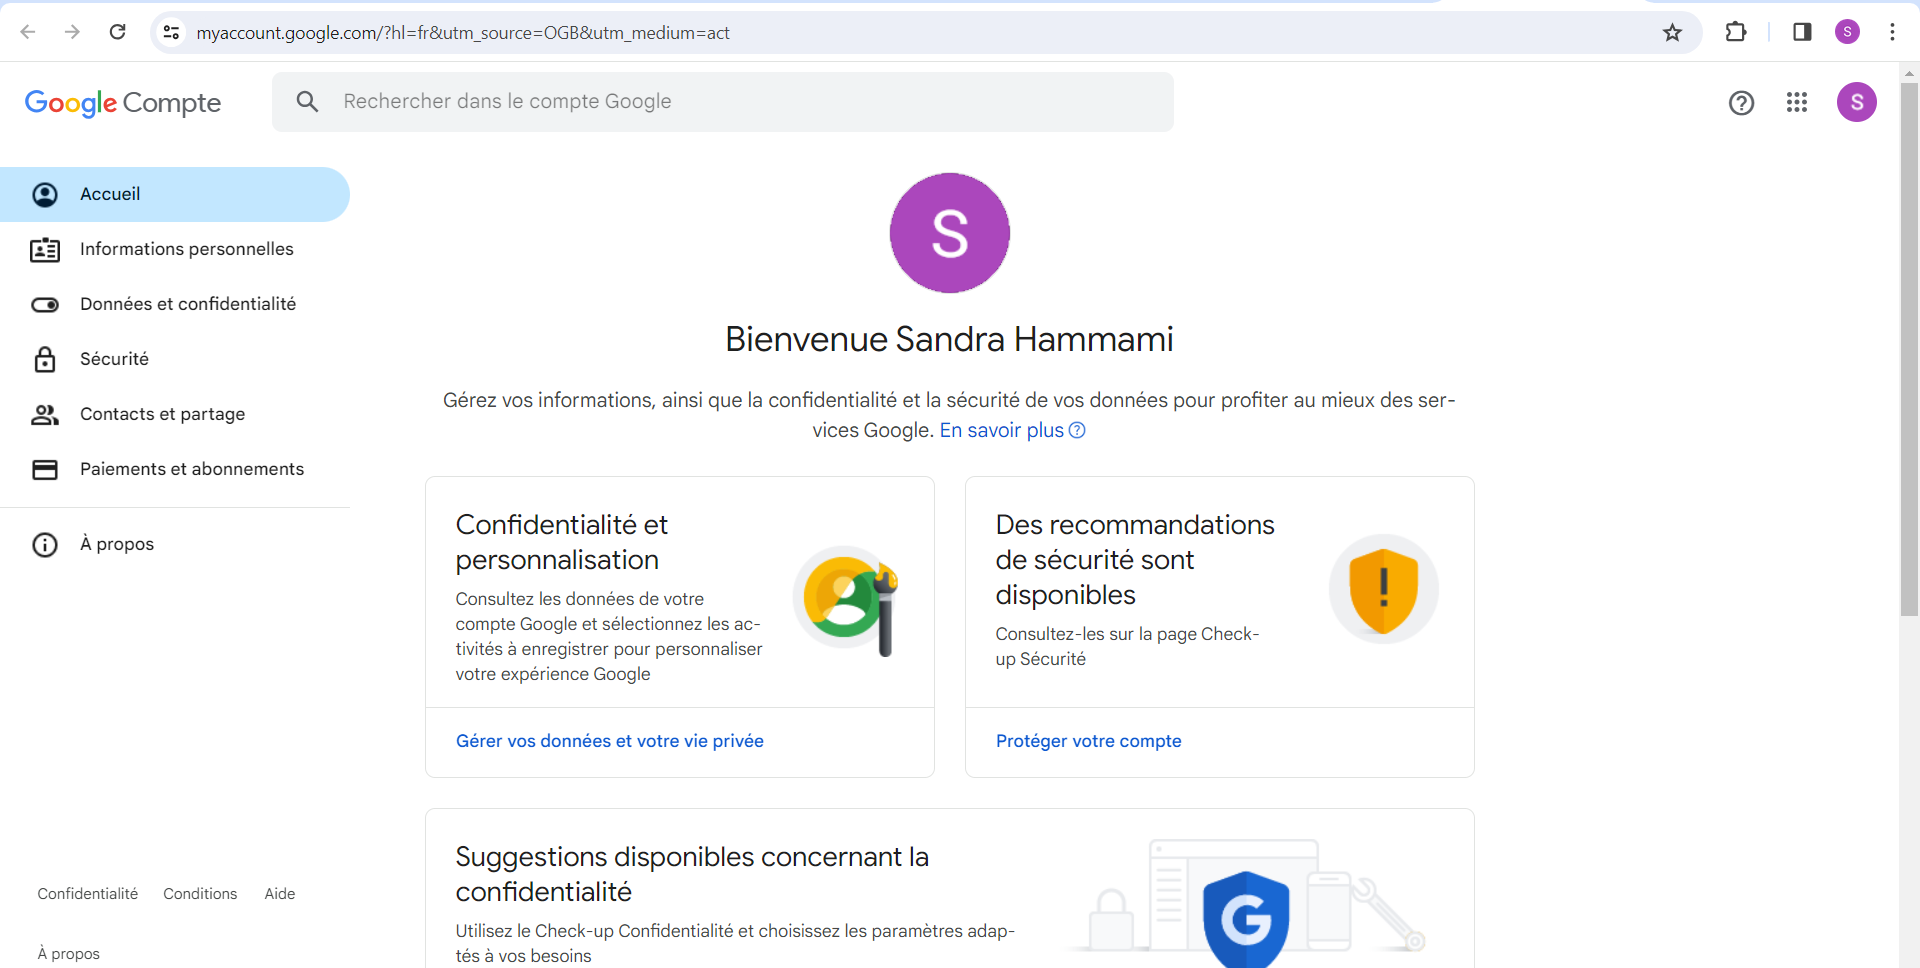 myaccount.google.com/?hl=fr&utm_source=OGB&utm_medium=act
S
Google Compte
Rechercher dans le compte Google
S
Accueil
Informations personnelles
Données et confidentialité
Sécurité
Contacts et partage
Paiements et abonnements
À propos
S
Bienvenue Sandra Hammami
Gérez vos informations, ainsi que la confidentialité et la sécurité de vos données pour profiter au mieux des ser-
vices Google. En savoir plus
Confidentialité et
personnalisation
Consultez les données de votre
compte Google et sélectionnez les ac-
tivités à enregistrer pour personnaliser
votre expérience Google
Gérer vos données et votre vie privée
Des recommandations
de sécurité sont
disponibles
Consultez-les sur la page Check-
up Sécurité
Protéger votre compte
Suggestions disponibles concernant la
confidentialité
Utilisez le Check-up Confidentialité et choisissez les paramètres adap-
tés à vos besoins
G
Confidentialité Conditions Aide
À propos